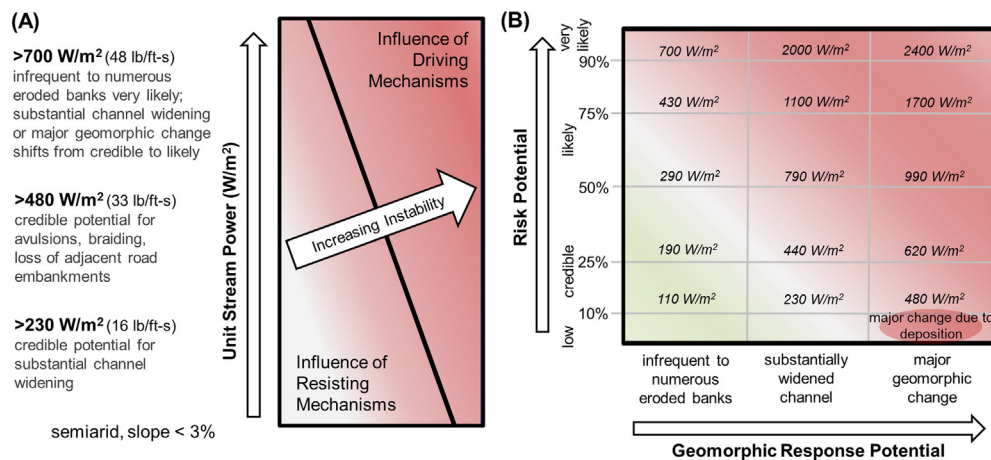 (A)
>700 W/m² (48 lb/ft-s)
infrequent to numerous
eroded banks very likely;
substantial channel widening
or major geomorphic change
shifts from credible to likely
>480 W/m² (33 lb/ft-s)
credible potential for
avulsions, braiding,
loss of adjacent road
embankments
>230 W/m² (16 lb/ft-s)
credible potential for
substantial channel
widening
semiarid, slope < 3%
Unit Stream Power (W/m²)
Influence of
Driving
Mechanisms
Increasing Instability
Influence of
Resisting
Mechanisms
(B)
Risk Potential
very
likely
likely
credible
low
90%
75%
50%
25%
10%
700 W/m² 2000 W/m² 2400 W/m²
430 W/m² 1100 W/m² 1700 W/m²
290 W/m² 790 W/m² 990 W/m²
190 W/m² 440 W/m² 620 W/m²
110 W/m² 230 W/m² 480 W/m²
major change due to
deposition
infrequent to
numerous
eroded banks
substantially
widened
channel
major
geomorphic
change
Geomorphic Response Potential